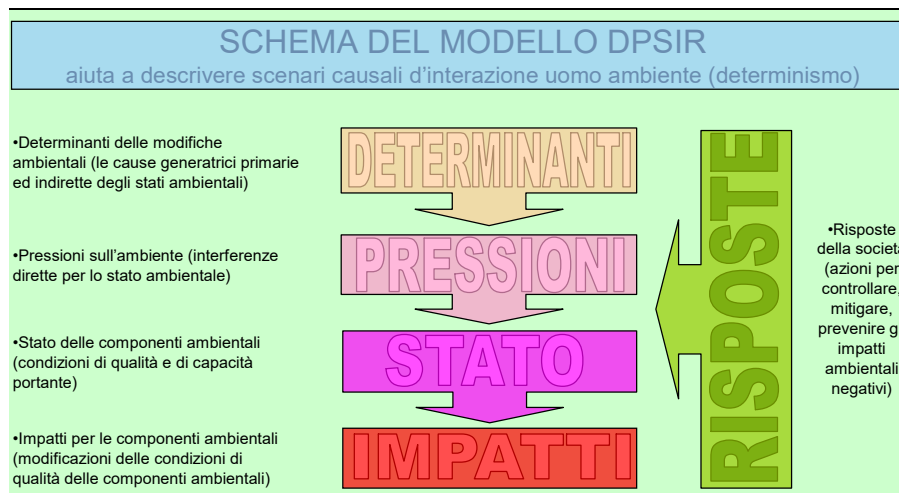 SCHEMA DEL MODELLO DPSIR
aiuta a descrivere scenari causali d'interazione uomo ambiente (determinismo)
•Determinanti delle modifiche
ambientali (le cause generatrici primarie
ed indirette degli stati ambientali)
DETERMINANTI
•Pressioni sull'ambiente (interferenze
dirette per lo stato ambientale)
PRESSIONI
•Stato delle componenti ambientali
(condizioni di qualità e di capacità
portante)
STATO
•Impatti per le componenti ambientali
(modificazioni delle condizioni di
qualità delle componenti ambientali)
IMPATTI
RISPOSTE
•Risposte
della società
(azioni per
controllare,
mitigare,
prevenire g
impatti
ambientali
negativi)